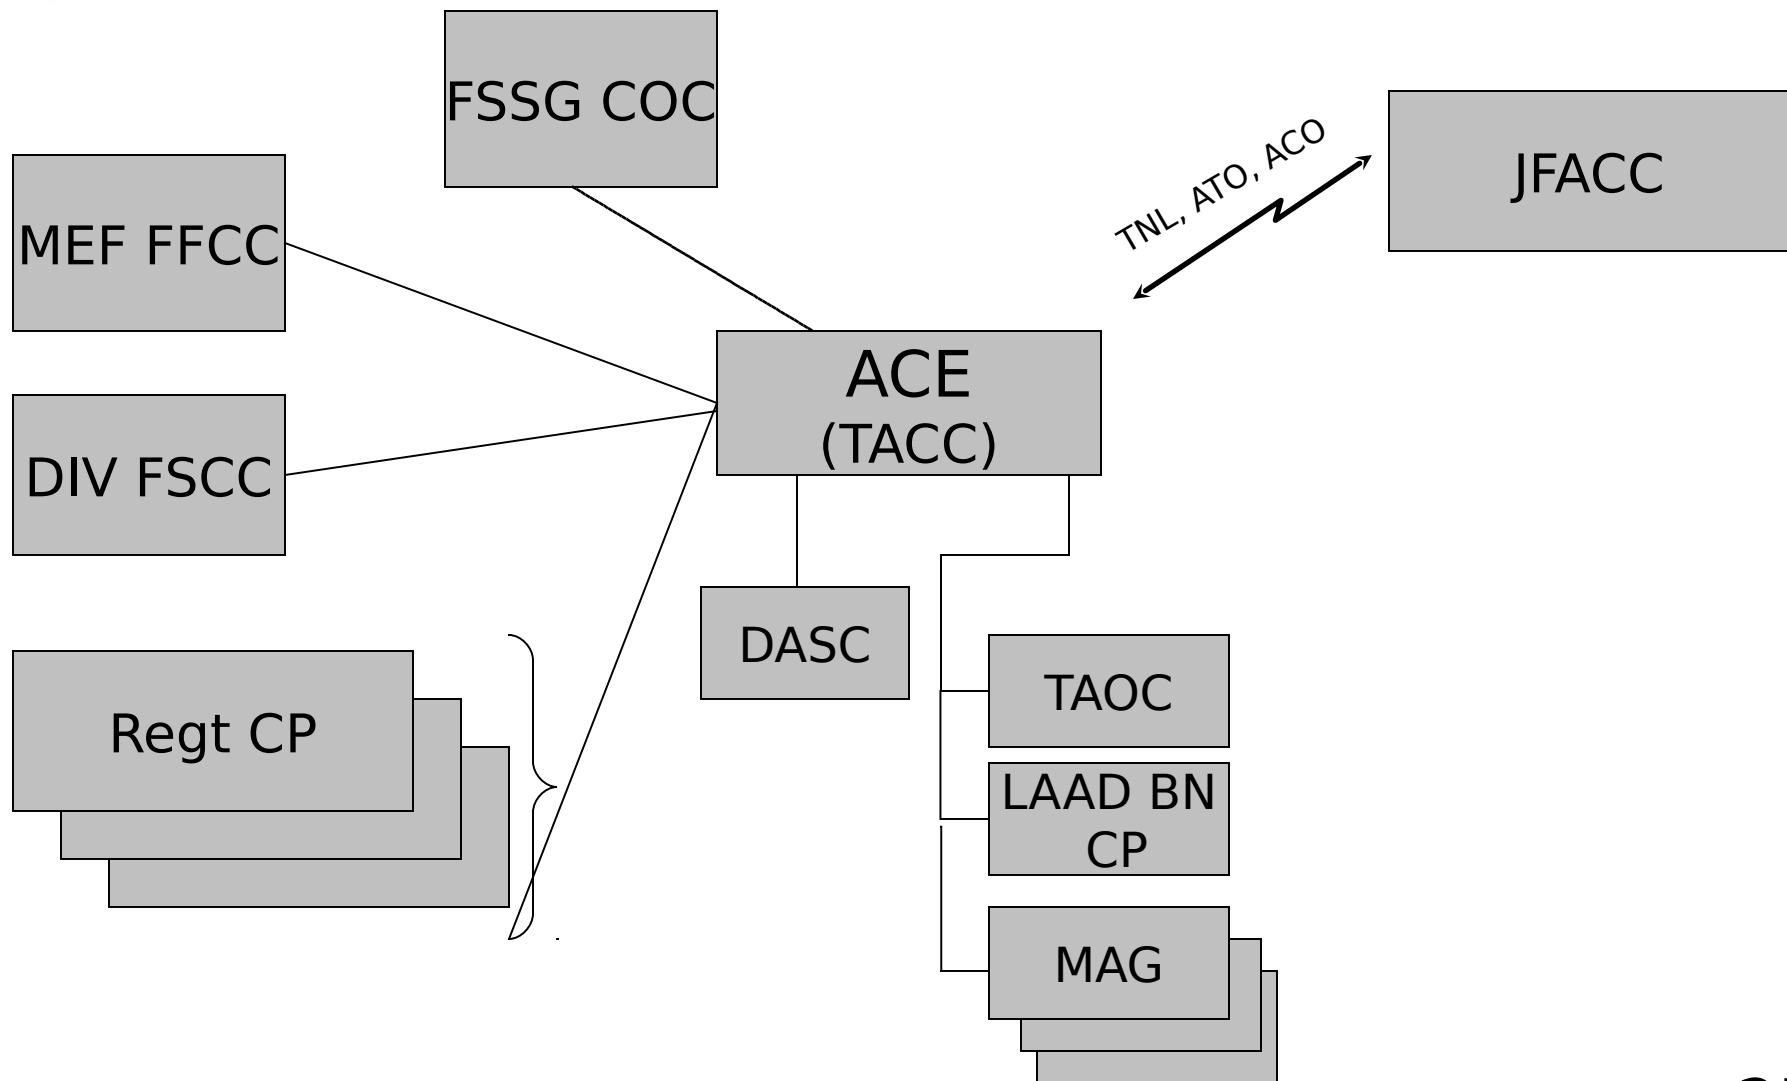 FSSG COC
MEF FFCC
TNL, ATO, ACO
JFACC
ACE
(TACC)
DIV FSCC
DASC
Regt CP
TAOC
LAAD BN
CP
MAG